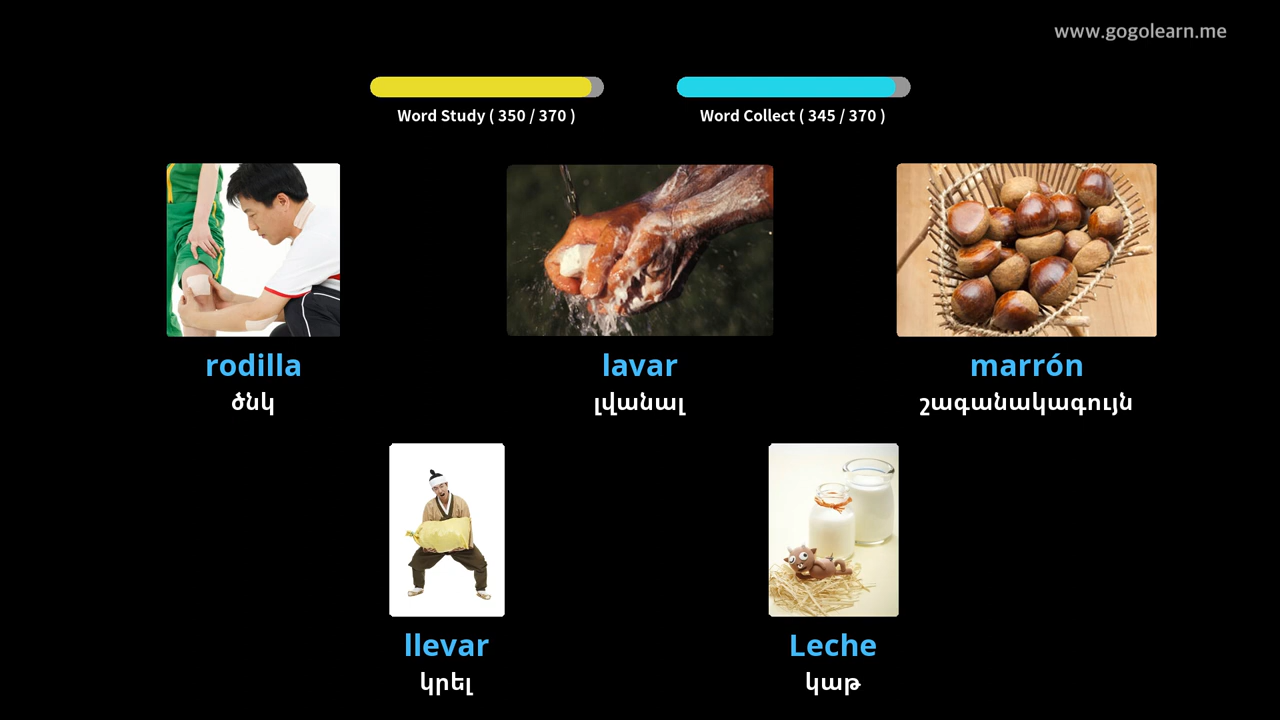 www.gogolearn.me
Word Study ( 350 / 370 )
Word Collect ( 345 / 370 )
rodilla
ծնկ
lavar
լվանալ
marrón
շագանակագույն
llevar
կրել
Leche
կաթ